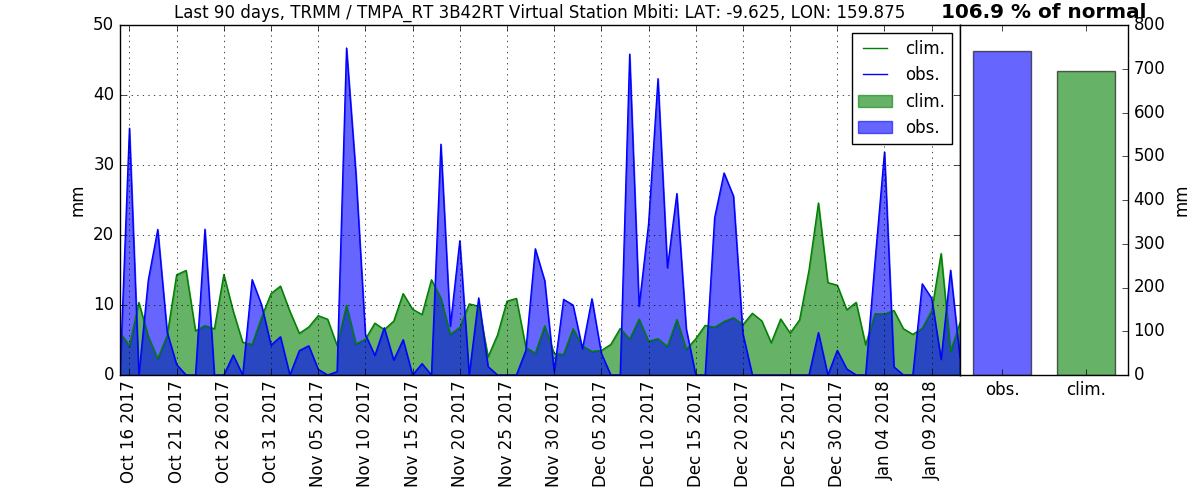 Last 90 days, TRMM / TMPA_RT 3B42RT Virtual Station Mbiti: LAT: -9.625, LON: 159.875
106.9 % of normal
50
40
30
20
10
0
mm
clim.
obs.
clim.
obs.
800
700
600
500
400
300
200
100
0
mm
Oct 16 2017
Oct 21 2017
Oct 26 2017
Oct 31 2017
Nov 05 2017
Nov 10 2017
Nov 15 2017
Nov 20 2017
Nov 25 2017
Nov 30 2017
Dec 05 2017
Dec 10 2017
Dec 15 2017
Dec 20 2017
Dec 25 2017
Dec 30 2017
Jan 04 2018
Jan 09 2018
obs.
clim.